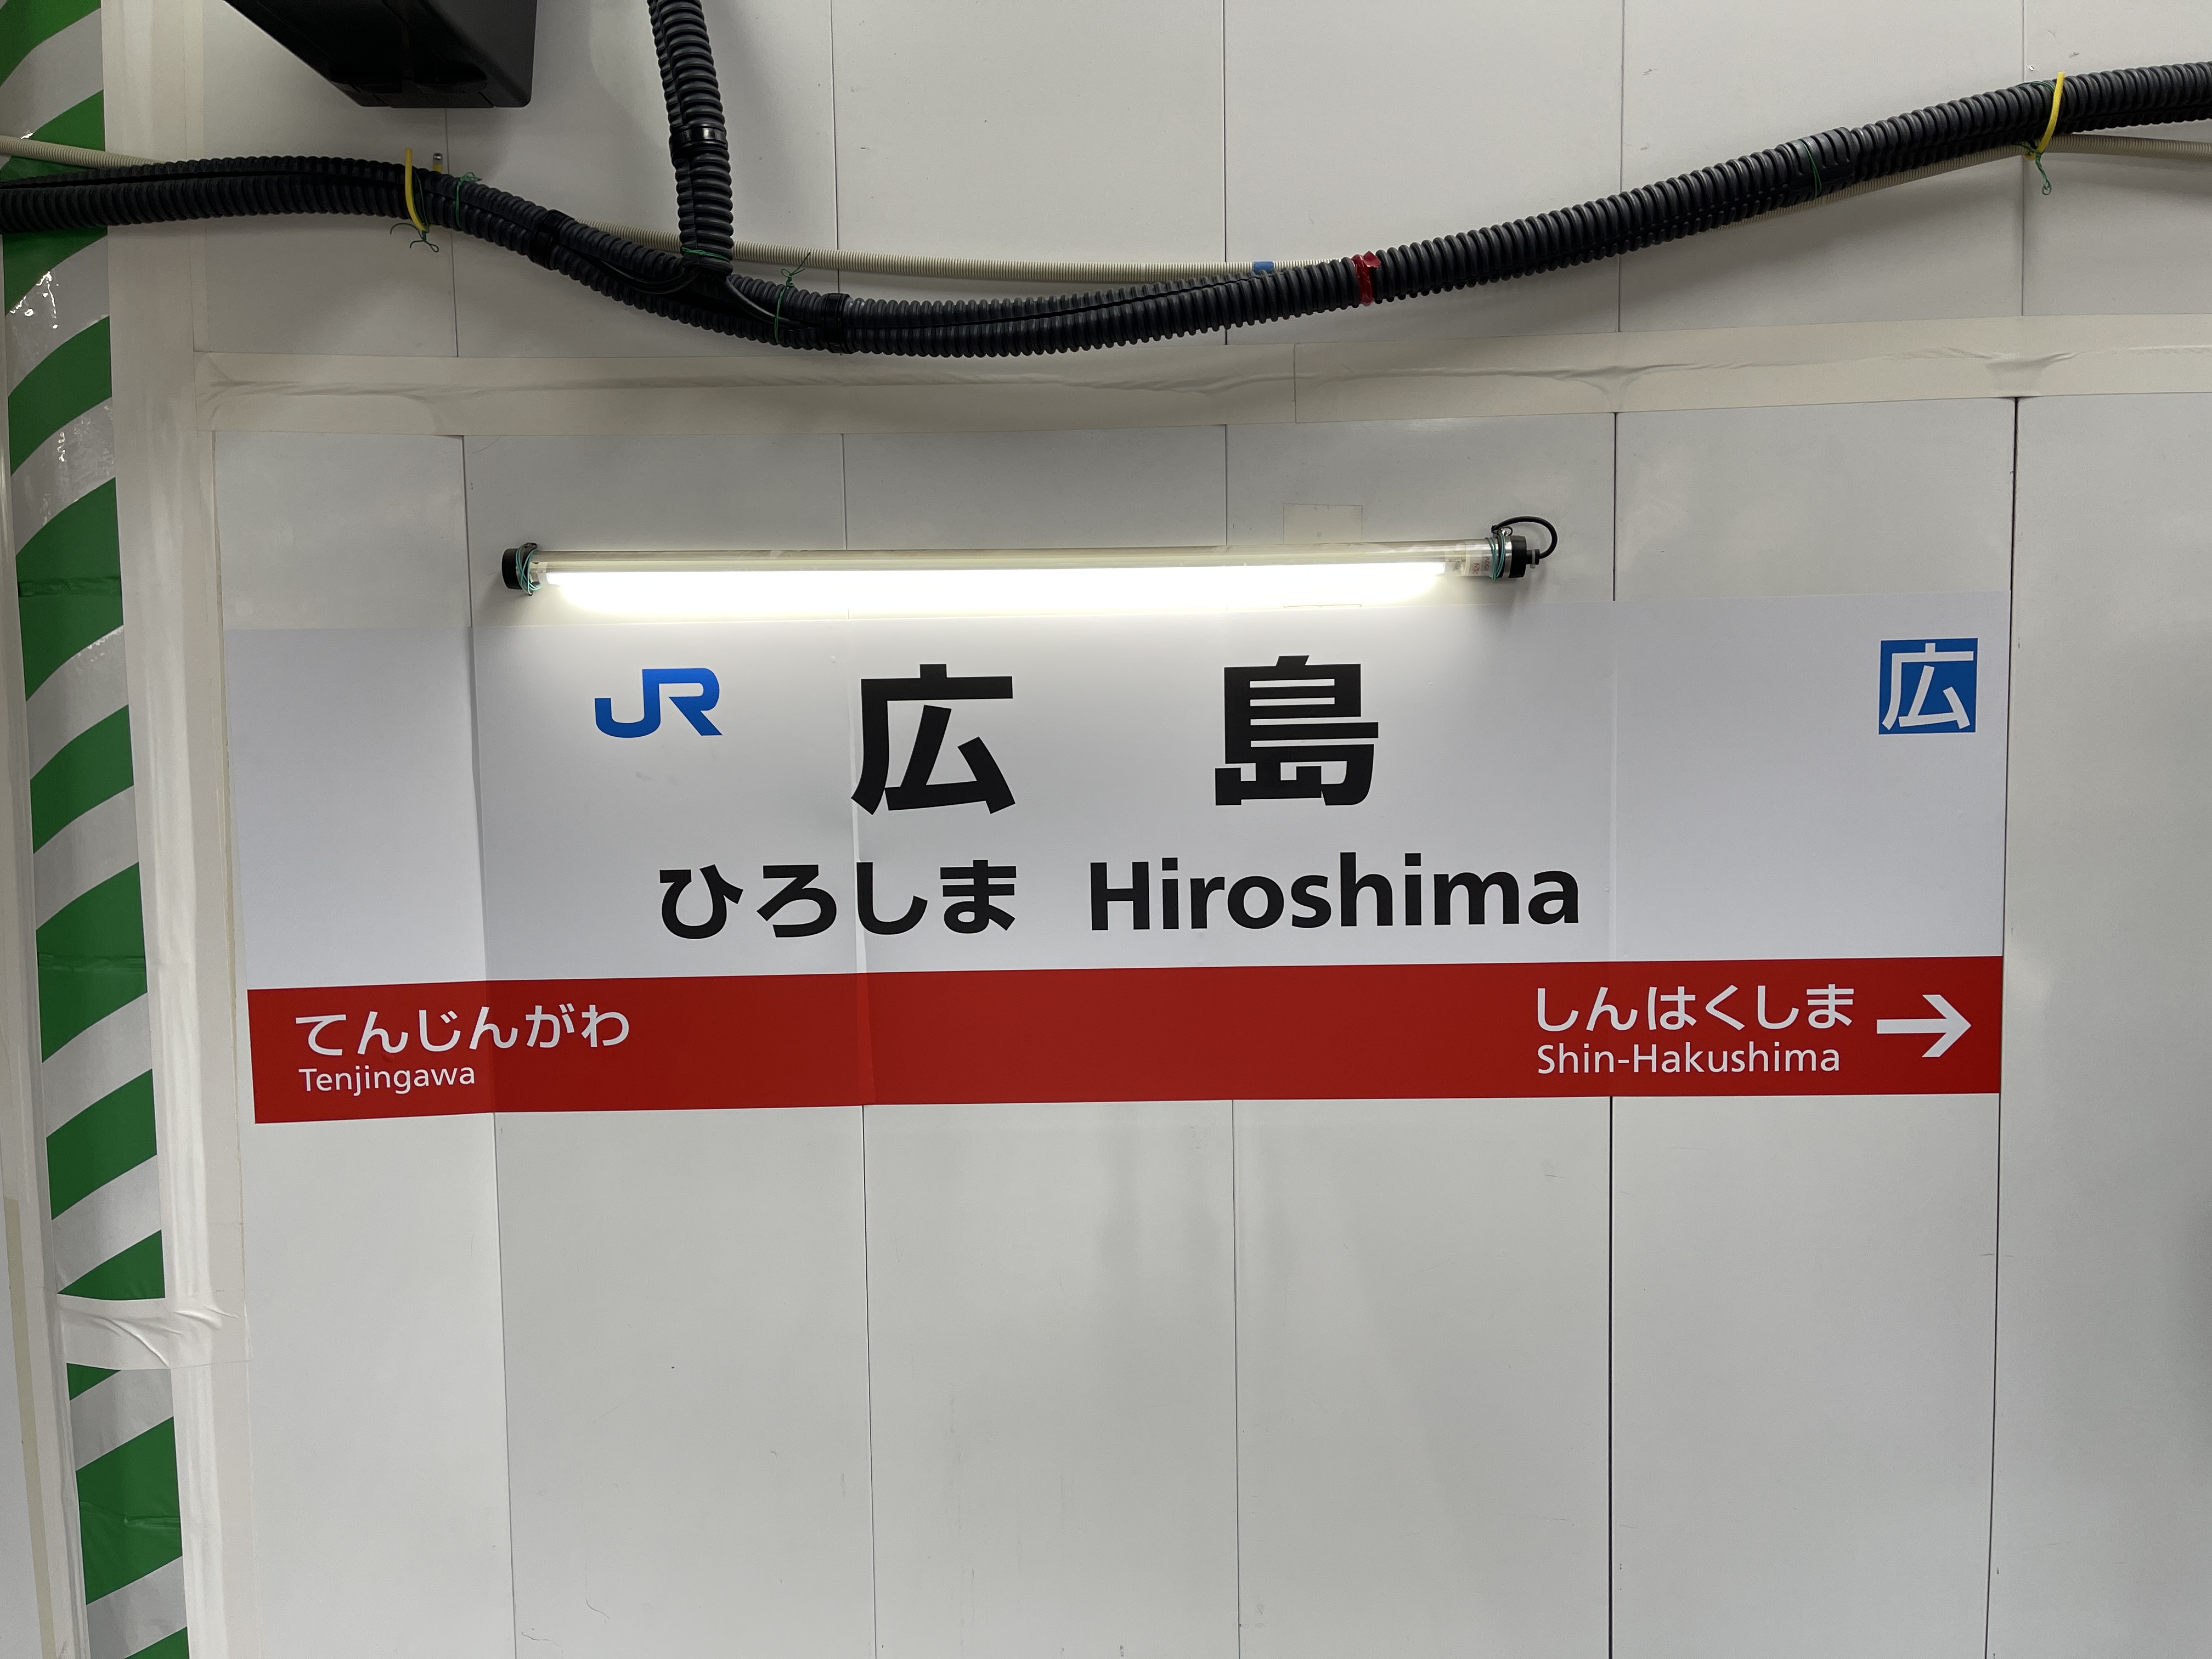 JR 広島 広
ひろしま Hiroshima
てんじんがわ
Tenjingawa
しんはくしま →
Shin-Hakushima